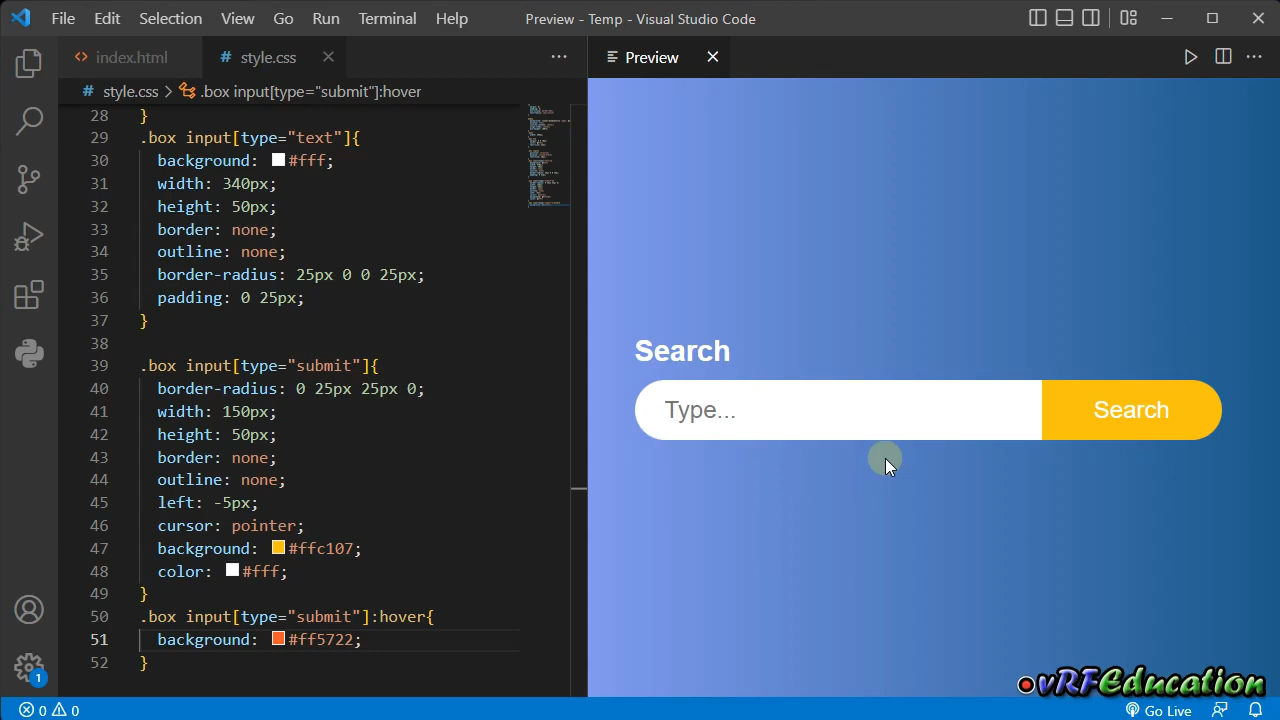 File Edit Selection View Go Run Terminal Help Preview - Temp - Visual Studio Code
index.html # style.css Preview
# style.css > .box input[type="submit"]:hover
28 }
29 .box input[type="text"]{
30 background: #fff;
31 width: 340px;
32 height: 50px;
33 border: none;
34 outline: none;
35 border-radius: 25px 0 0 25px;
36 padding: 0 25px;
37 }
38
39 .box input[type="submit"]{
40 border-radius: 0 25px 25px 0;
41 width: 150px;
42 height: 50px;
43 border: none;
44 outline: none;
45 left: -5px;
46 cursor: pointer;
47 background: #ffc107;
48 color: #fff;
49 }
50 .box input[type="submit"]:hover{
51 background: #ff5722;
52 }
Search
Type... Search
vRFEducation
1
0 0 Go Live